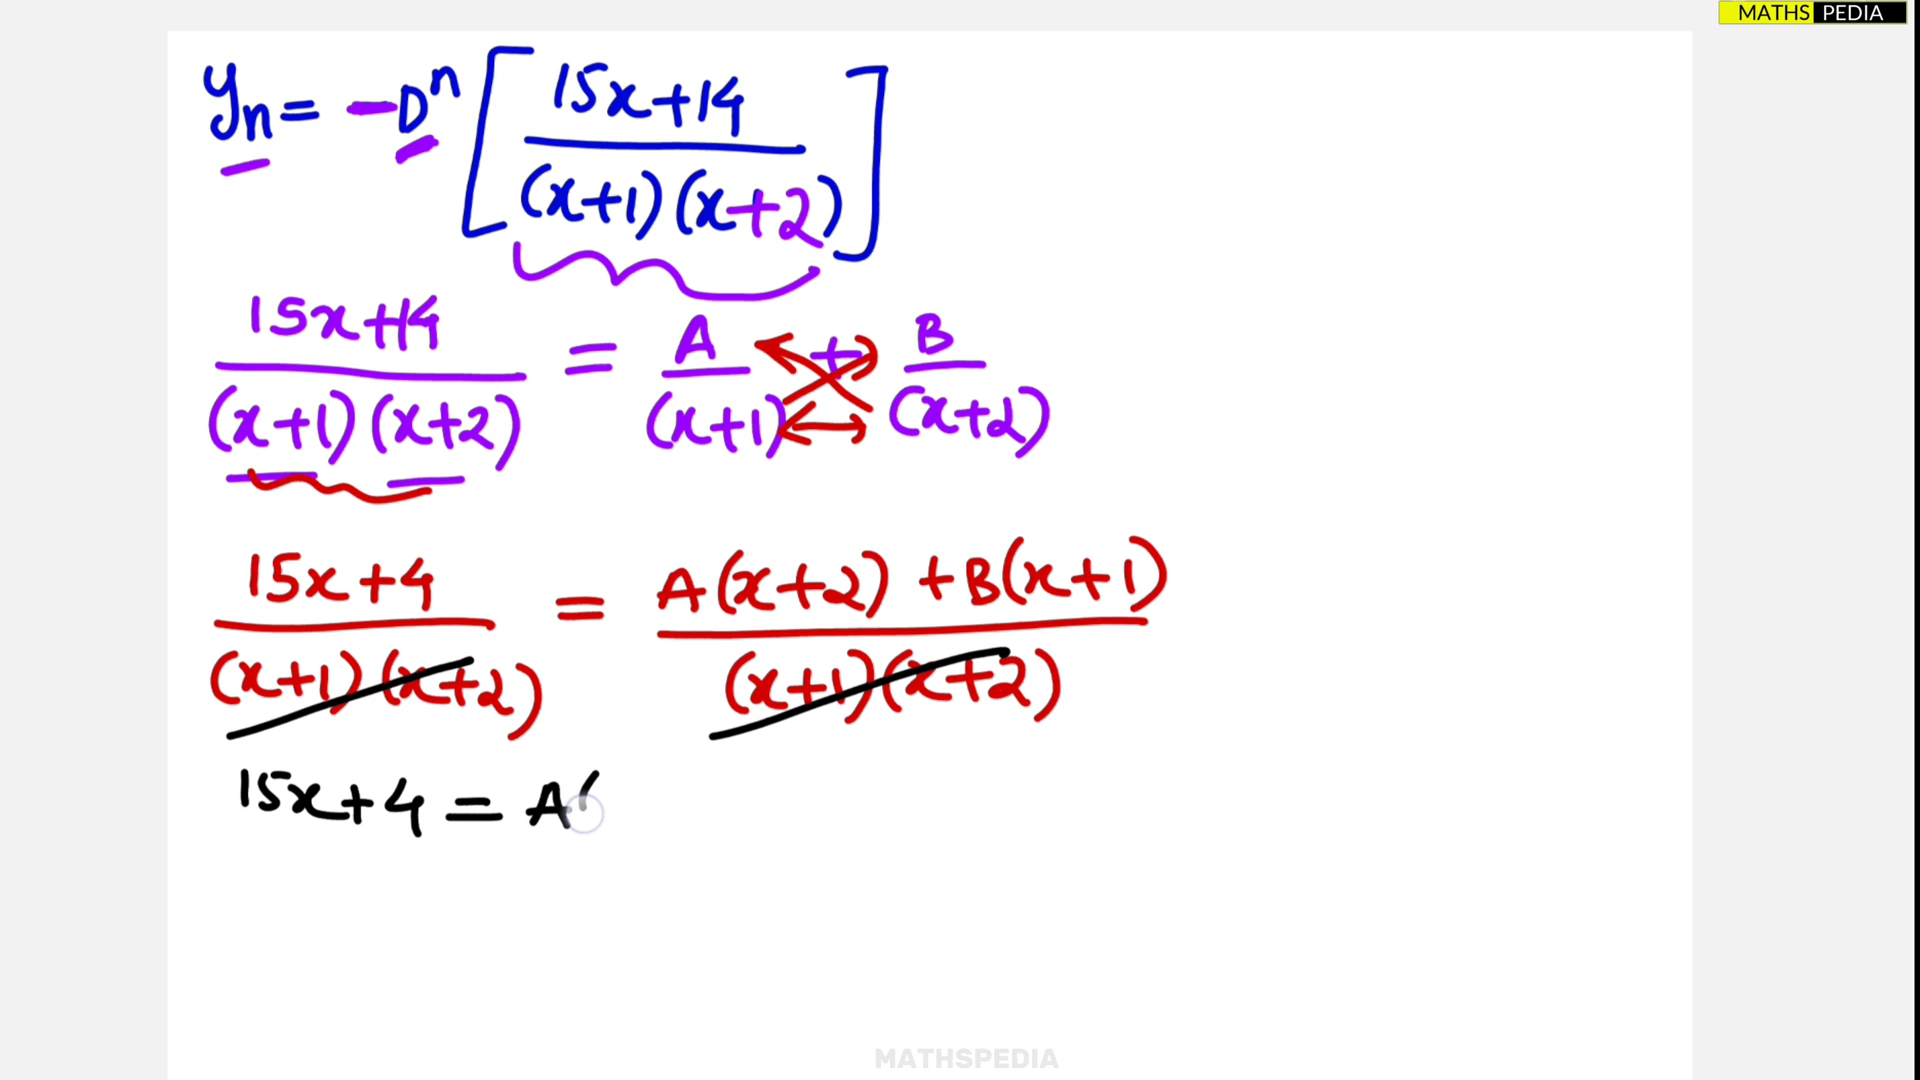 MATHS PEDIA
yn = -Dⁿ [ 15x+14 / (x+1)(x+2) ]
15x+14 / (x+1)(x+2) = A / (x+1) + B / (x+2)
15x+4 / (x+1)(x+2) = A(x+2) + B(x+1) / (x+1)(x+2)
15x+4 = A(
MATHSPEDIA